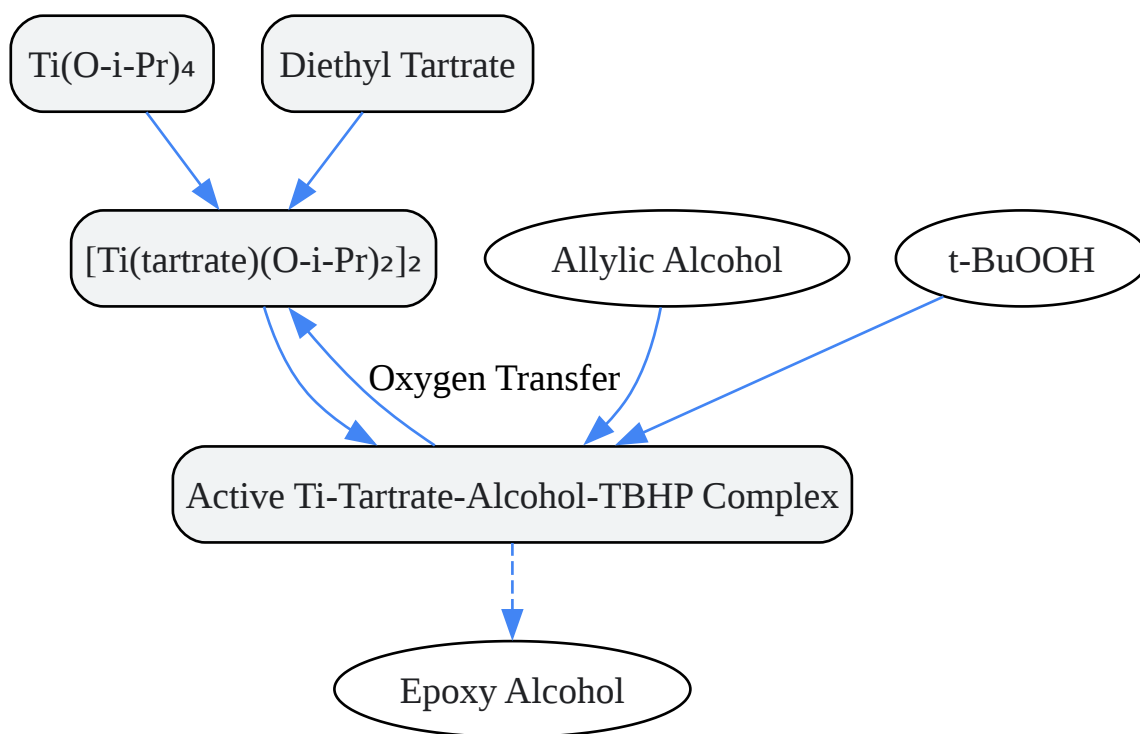 Ti(O-i-Pr)₄
Diethyl Tartrate
[Ti(tartrate)(O-i-Pr)₂]₂
Allylic Alcohol
t-BuOOH
Oxygen Transfer
Active Ti-Tartrate-Alcohol-TBHP Complex
Epoxy Alcohol